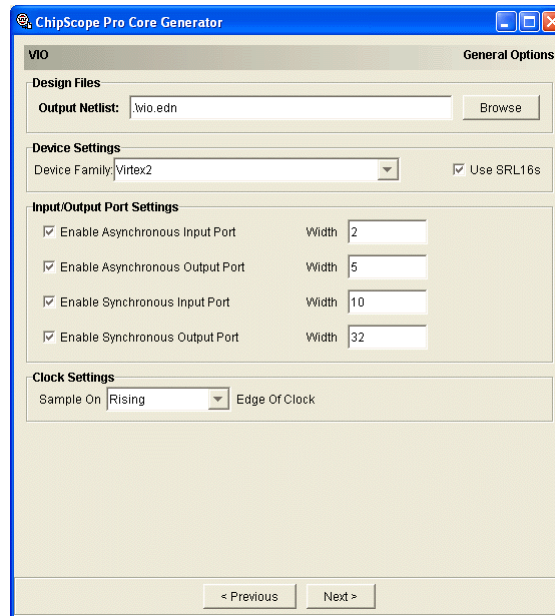 ChipScope Pro Core Generator
VIO General Options
Design Files
Output Netlist: .\vio.edn Browse
Device Settings
Device Family: Virtex2 Use SRL16s
Input/Output Port Settings
Enable Asynchronous Input Port Width 2
Enable Asynchronous Output Port Width 5
Enable Synchronous Input Port Width 10
Enable Synchronous Output Port Width 32
Clock Settings
Sample On Rising Edge Of Clock
< Previous Next >